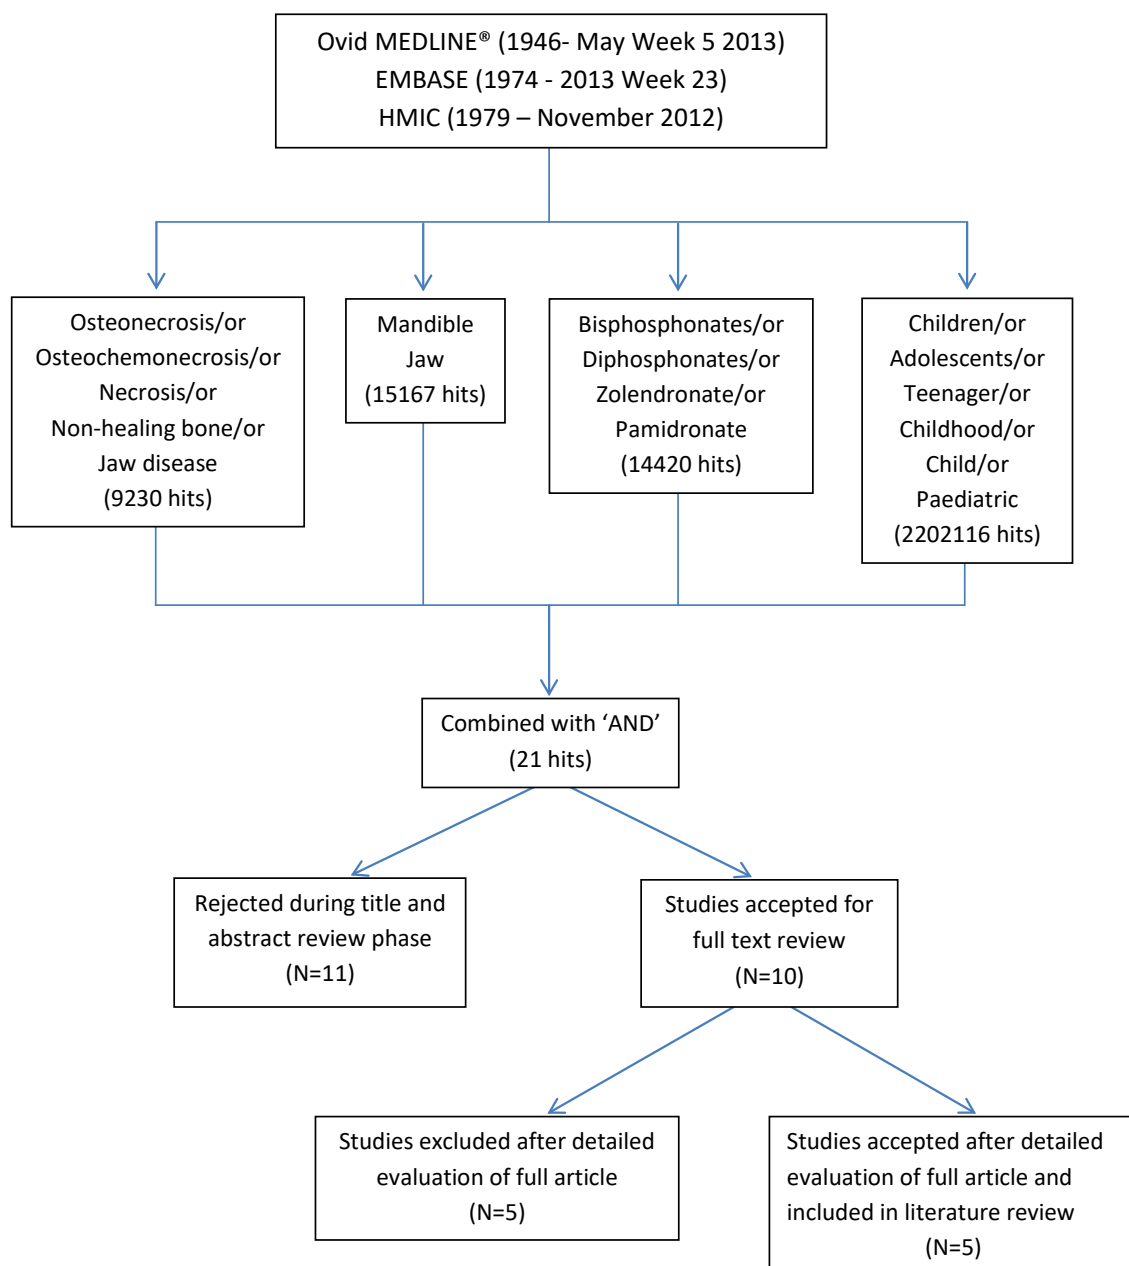 Ovid MEDLINE® (1946- May Week 5 2013)
EMBASE (1974 - 2013 Week 23)
HMIC (1979 – November 2012)
Osteonecrosis/or
Osteochemonecrosis/or
Necrosis/or
Non-healing bone/or
Jaw disease
(9230 hits)
Mandible
Jaw
(15167 hits)
Bisphosphonates/or
Diphosphonates/or
Zolendronate/or
Pamidronate
(14420 hits)
Children/or
Adolescents/or
Teenager/or
Childhood/or
Child/or
Paediatric
(2202116 hits)
Combined with ‘AND’
(21 hits)
Rejected during title and
abstract review phase
(N=11)
Studies accepted for
full text review
(N=10)
Studies excluded after detailed
evaluation of full article
(N=5)
Studies accepted after detailed
evaluation of full article and
included in literature review
(N=5)